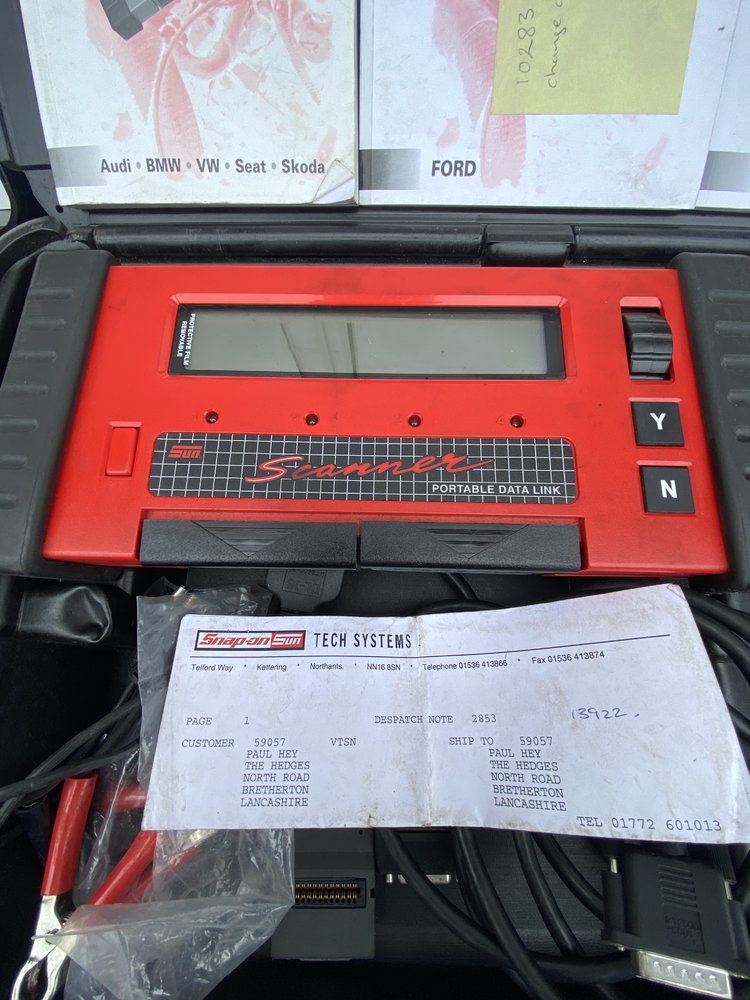 10283
change
Audi • BMW • VW • Seat • Skoda
FORD
PROTECTIVE FILM
REMOVABLE
Y
N
Sun
Scanner
PORTABLE DATA LINK
Snap-on Sun TECH SYSTEMS
Telford Way • Kettering • Northants. • NN16 8SN • Telephone 01536 413866 • Fax 01536 413874
PAGE 1 DESPATCH NOTE 2853 13922.
CUSTOMER 59057 VTSN SHIP TO 59057
PAUL HEY PAUL HEY
THE HEDGES THE HEDGES
NORTH ROAD NORTH ROAD
BRETHERTON BRETHERTON
LANCASHIRE LANCASHIRE
TEL 01772 601013